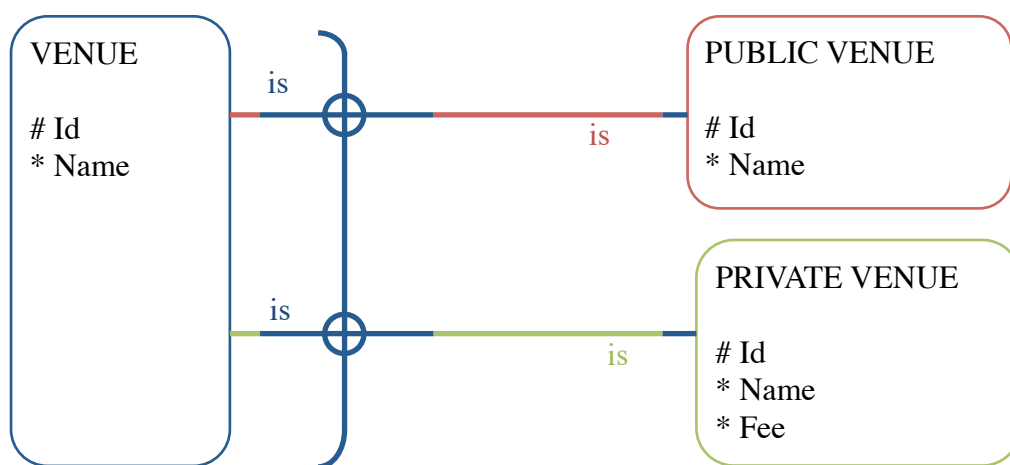 VENUE
# Id
* Name
is
is
is
is
PUBLIC VENUE
# Id
* Name
PRIVATE VENUE
# Id
* Name
* Fee